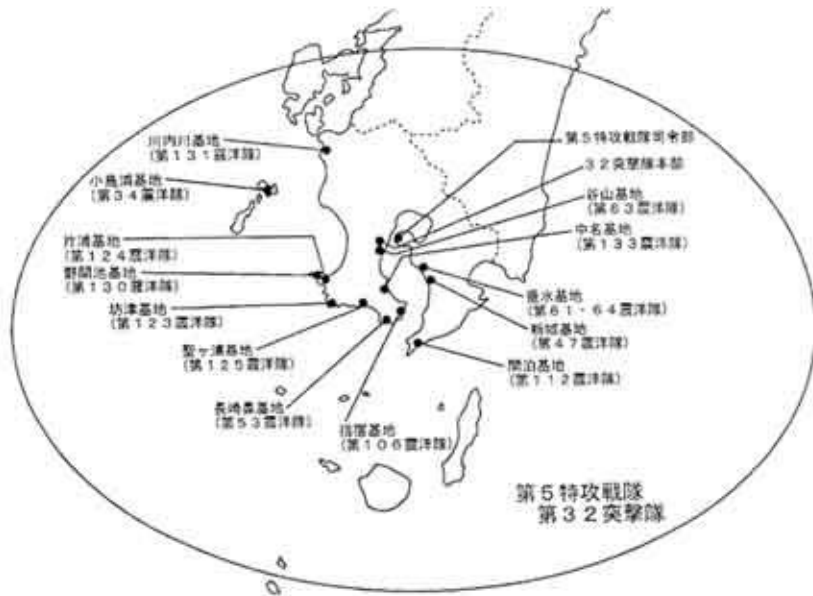 川内川基地
(第131震洋隊)
小島浦基地
(第34震洋隊)
片浦基地
(第124震洋隊)
野間池基地
(第130震洋隊)
坊津基地
(第123震洋隊)
聖ヶ浦基地
(第125震洋隊)
長崎鼻基地
(第53震洋隊)
指宿基地
(第106震洋隊)
第5特攻戦隊司令部
32突撃隊本部
谷山基地
(第63震洋隊)
中名基地
(第133震洋隊)
垂水基地
(第61・64震洋隊)
新城基地
(第47震洋隊)
間泊基地
(第112震洋隊)
第5特攻戦隊
第32突撃隊